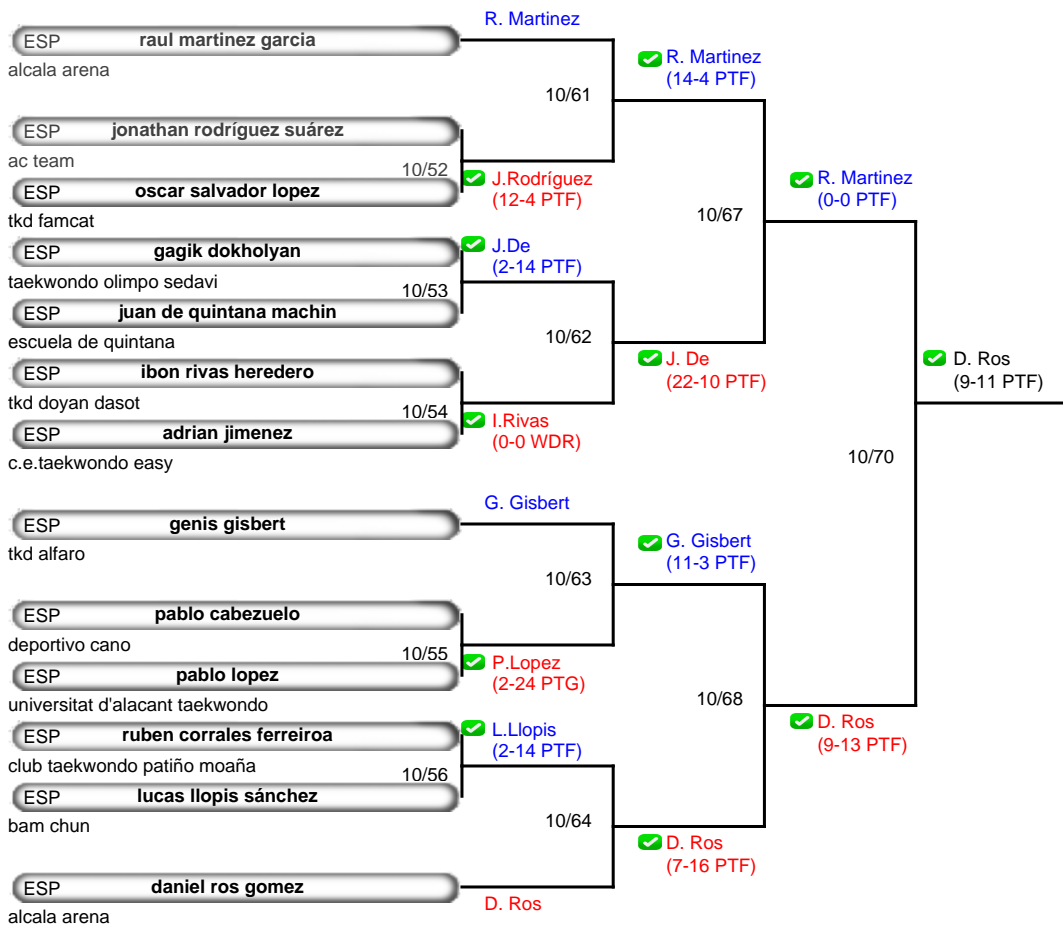 R. Martinez
ESP raul martinez garcia
alcala arena
R. Martinez
(14-4 PTF)
10/61
ESP jonathan rodríguez suárez
ac team
10/52
ESP oscar salvador lopez
tkd famcat
J.Rodríguez
(12-4 PTF)
R. Martinez
(0-0 PTF)
10/67
ESP gagik dokholyan
taekwondo olimpo sedavi
10/53
J.De
(2-14 PTF)
ESP juan de quintana machin
escuela de quintana
10/62
ESP ibon rivas heredero
tkd doyan dasot
10/54
J. De
(22-10 PTF)
D. Ros
(9-11 PTF)
ESP adrian jimenez
c.e.taekwondo easy
I.Rivas
(0-0 WDR)
10/70
G. Gisbert
ESP genis gisbert
tkd alfaro
G. Gisbert
(11-3 PTF)
10/63
ESP pablo cabezuelo
deportivo cano
10/55
ESP pablo lopez
universitat d'alacant taekwondo
P.Lopez
(2-24 PTG)
10/68
ESP ruben corrales ferreiroa
club taekwondo patiño moaña
10/56
L.Llopis
(2-14 PTF)
D. Ros
(9-13 PTF)
ESP lucas llopis sánchez
bam chun
10/64
D. Ros
(7-16 PTF)
ESP daniel ros gomez
alcala arena
D. Ros